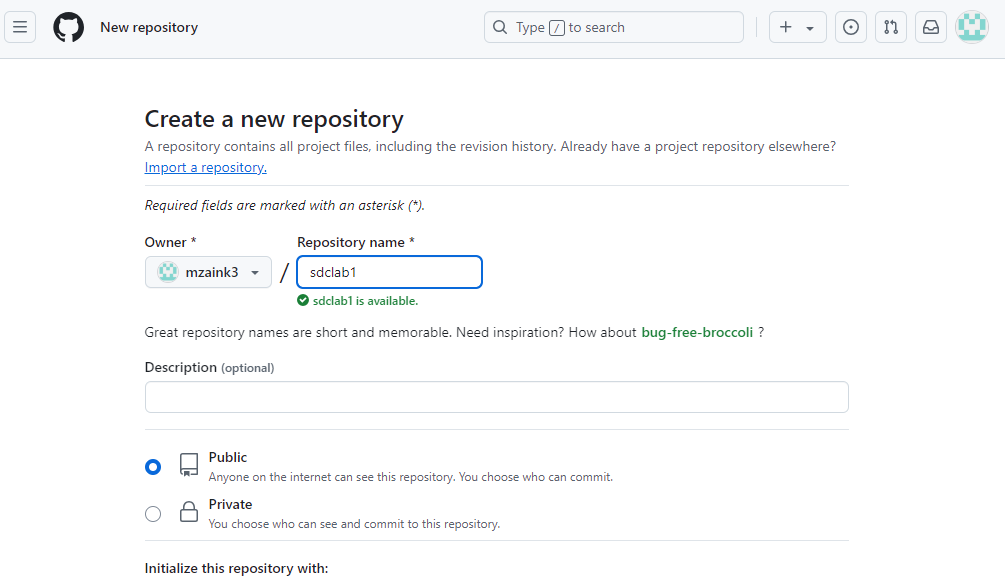 New repository
Type / to search
Create a new repository
A repository contains all project files, including the revision history. Already have a project repository elsewhere?
Import a repository.
Required fields are marked with an asterisk (*).
Owner *
Repository name *
mzaink3 / sdclab1
sdclab1 is available.
Great repository names are short and memorable. Need inspiration? How about bug-free-broccoli ?
Description (optional)
Public
Anyone on the internet can see this repository. You choose who can commit.
Private
You choose who can see and commit to this repository.
Initialize this repository with: